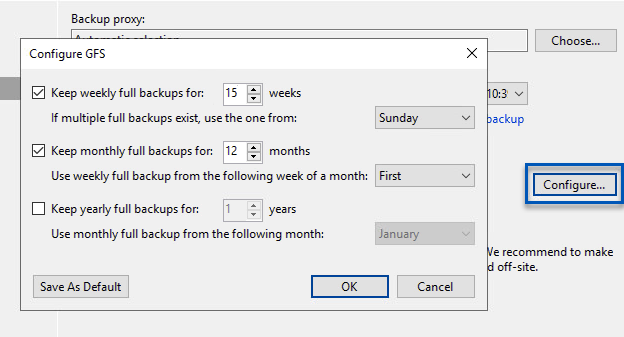 Backup proxy:
Choose...
Configure GFS
Keep weekly full backups for: 15 weeks
If multiple full backups exist, use the one from: Sunday
10:3
backup
Keep monthly full backups for: 12 months
Use weekly full backup from the following week of a month: First
Configure...
Keep yearly full backups for: 1 years
Use monthly full backup from the following month: January
We recommend to make
d off-site.
Save As Default OK Cancel